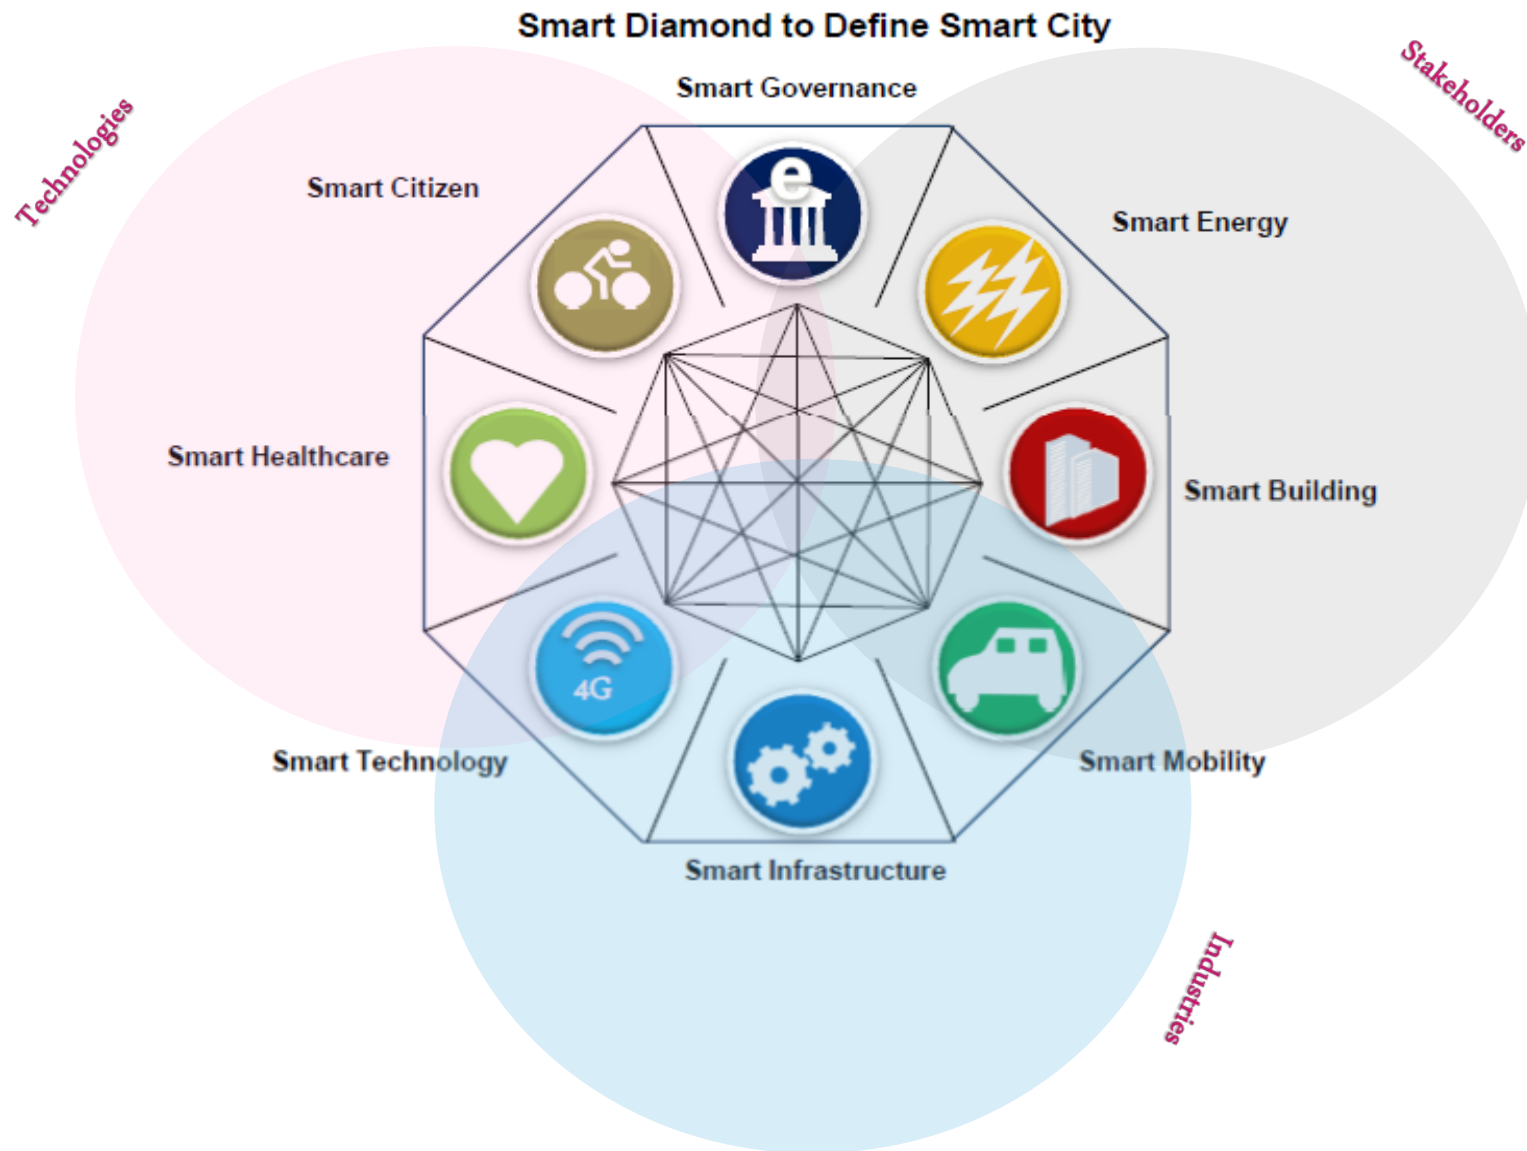 Smart Diamond to Define Smart City
Stakeholders
Smart Governance
Technologies
Smart Citizen
e
Smart Energy
Smart Healthcare
Smart Building
4G
Smart Technology
Smart Mobility
Smart Infrastructure
Industries